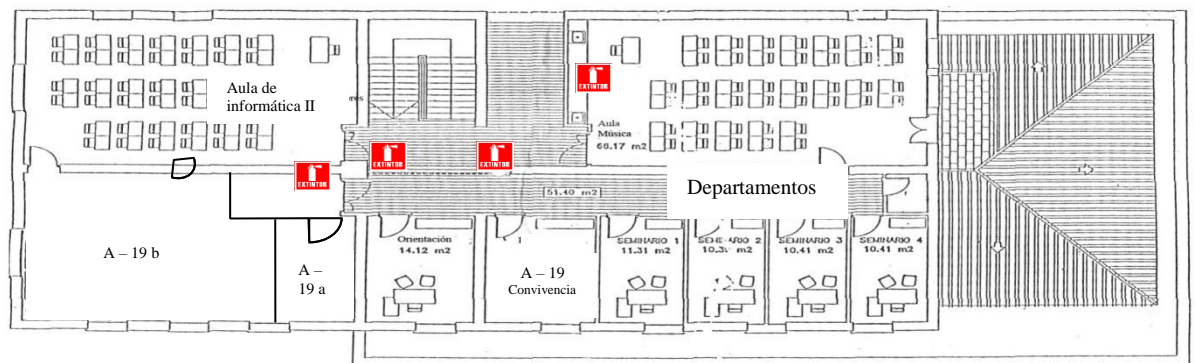 Aula de
informática II
EXTINTOR
Aula
Música
60.17 m2
EXTINTOR
EXTINTOR
EXTINTOR
[51.40 m2]
Departamentos
A – 19 b
A –
19 a
Orientación
14.12 m2
A – 19
Convivencia
SEMINARIO 1
11.31 m2
SEMINARIO 2
SEMINARIO 3
10.41 m2
SEMINARIO 4
10.41 m2